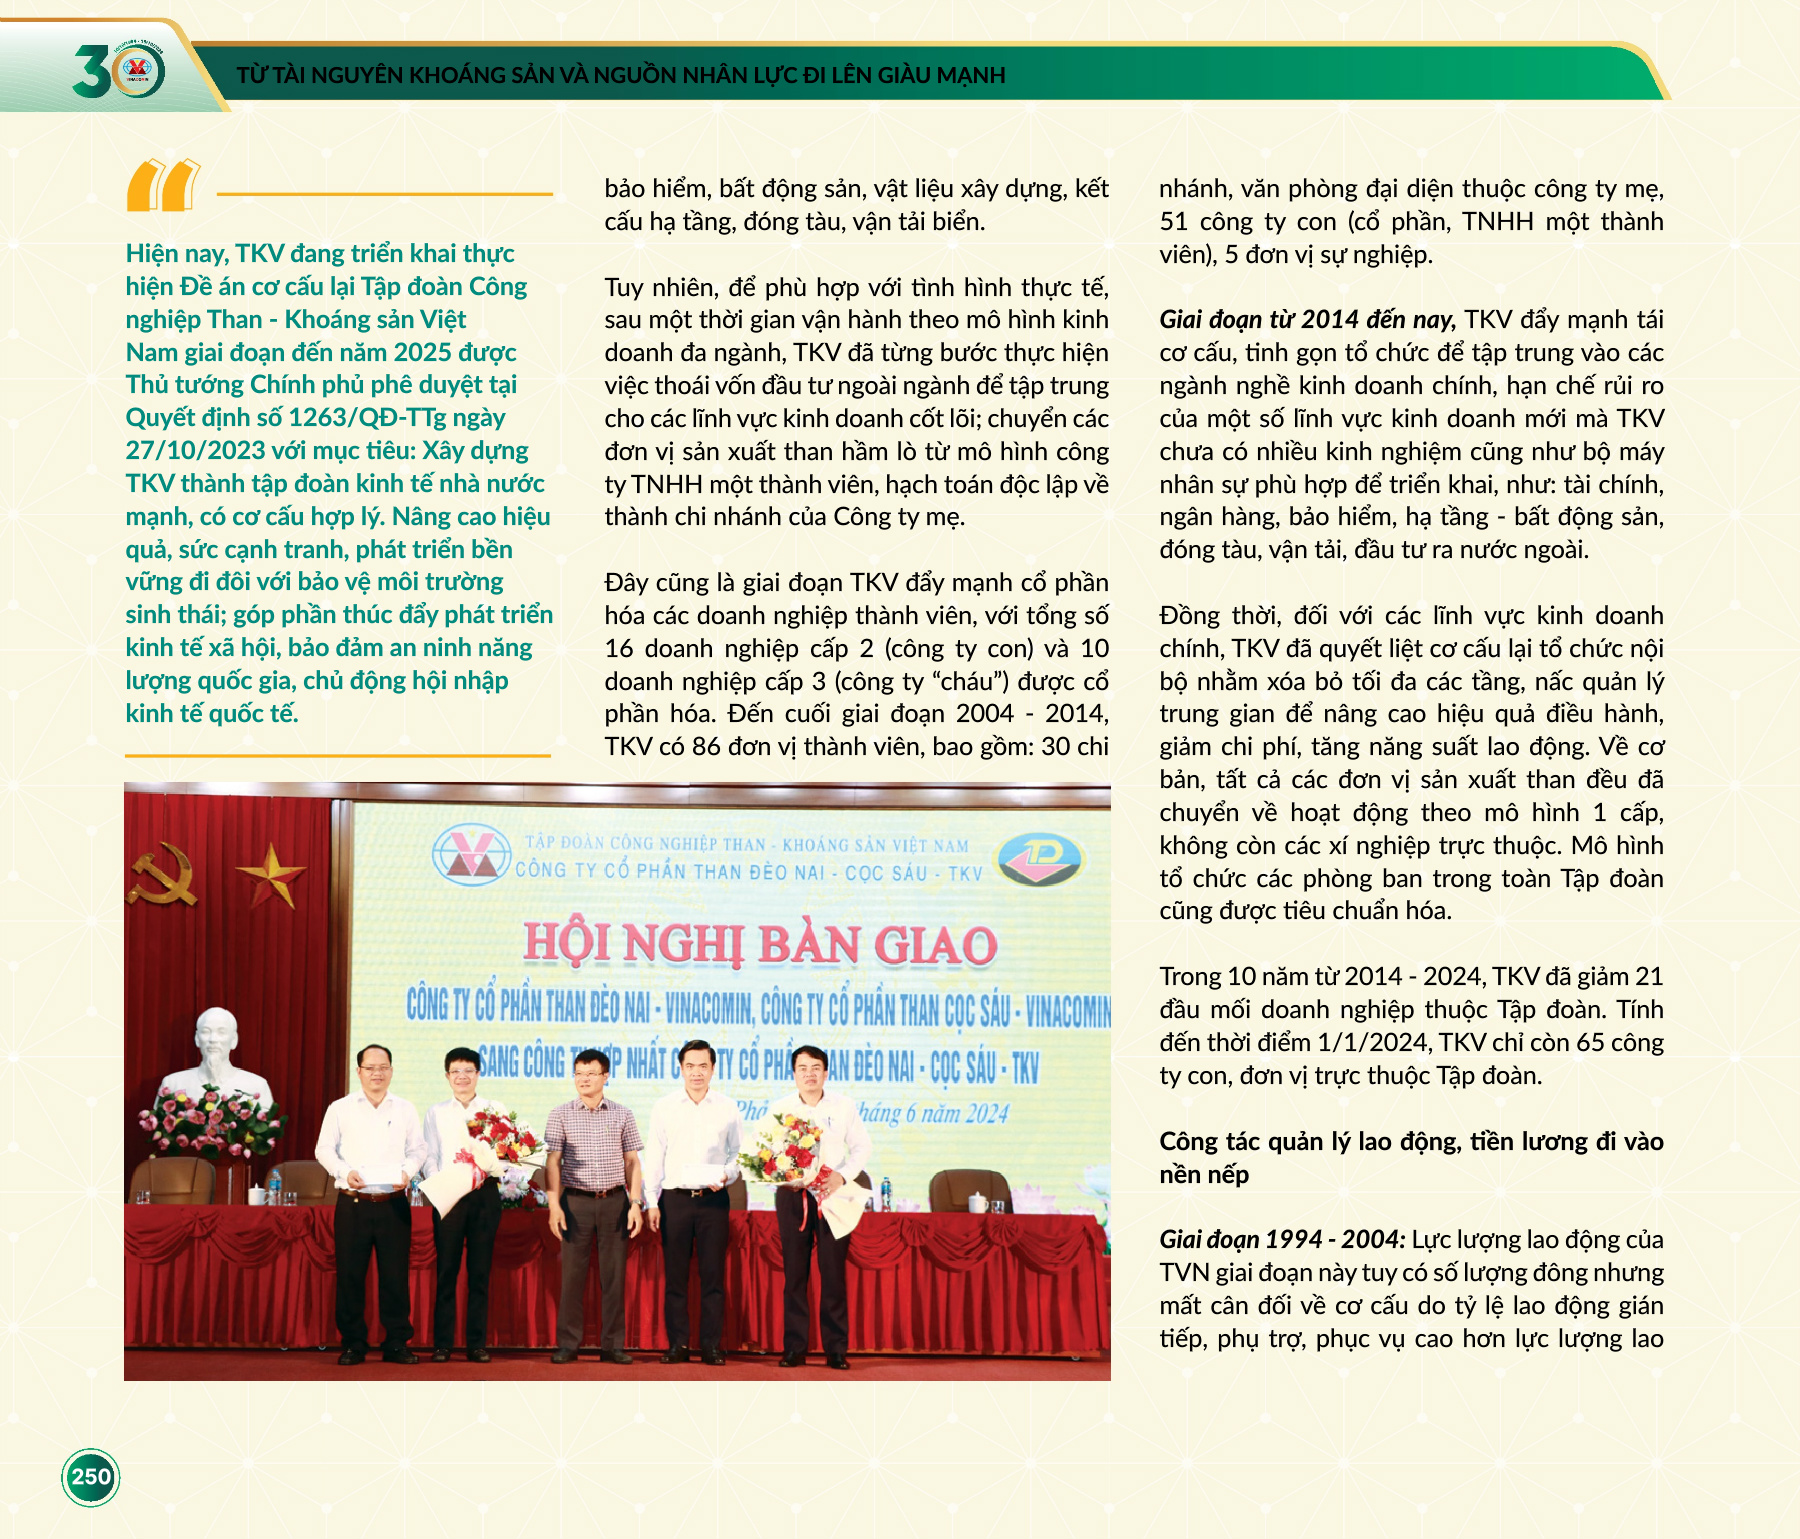 30
VINACOMIN
TỪ TÀI NGUYÊN KHOÁNG SẢN VÀ NGUỒN NHÂN LỰC ĐI LÊN GIÀU MẠNH
“
Hiện nay, TKV đang triển khai thực
hiện Đề án cơ cấu lại Tập đoàn Công
nghiệp Than - Khoáng sản Việt
Nam giai đoạn đến năm 2025 được
Thủ tướng Chính phủ phê duyệt tại
Quyết định số 1263/QĐ-TTg ngày
27/10/2023 với mục tiêu: Xây dựng
TKV thành tập đoàn kinh tế nhà nước
mạnh, có cơ cấu hợp lý. Nâng cao hiệu
quả, sức cạnh tranh, phát triển bền
vững đi đôi với bảo vệ môi trường
sinh thái; góp phần thúc đẩy phát triển
kinh tế xã hội, bảo đảm an ninh năng
lượng quốc gia, chủ động hội nhập
kinh tế quốc tế.
bảo hiểm, bất động sản, vật liệu xây dựng, kết
cấu hạ tầng, đóng tàu, vận tải biển.
Tuy nhiên, để phù hợp với tình hình thực tế,
sau một thời gian vận hành theo mô hình kinh
doanh đa ngành, TKV đã từng bước thực hiện
việc thoái vốn đầu tư ngoài ngành để tập trung
cho các lĩnh vực kinh doanh cốt lõi; chuyển các
đơn vị sản xuất than hầm lò từ mô hình công
ty TNHH một thành viên, hạch toán độc lập về
thành chi nhánh của Công ty mẹ.
Đây cũng là giai đoạn TKV đẩy mạnh cổ phần
hóa các doanh nghiệp thành viên, với tổng số
16 doanh nghiệp cấp 2 (công ty con) và 10
doanh nghiệp cấp 3 (công ty “cháu”) được cổ
phần hóa. Đến cuối giai đoạn 2004 - 2014,
TKV có 86 đơn vị thành viên, bao gồm: 30 chi
TẬP ĐOÀN CÔNG NGHIỆP THAN - KHOÁNG SẢN VIỆT NAM
CÔNG TY CỔ PHẦN THAN ĐÈO NAI - CỌC SÁU - TKV
HỘI NGHỊ BÀN GIAO
CÔNG TY CỔ PHẦN THAN ĐÈO NAI - VINACOMIN, CÔNG TY CỔ PHẦN THAN CỌC SÁU - VINACOMIN
SANG CÔNG TY HỢP NHẤT CÔNG TY CỔ PHẦN THAN ĐÈO NAI - CỌC SÁU - TKV
tháng 6 năm 2024
nhánh, văn phòng đại diện thuộc công ty mẹ,
51 công ty con (cổ phần, TNHH một thành
viên), 5 đơn vị sự nghiệp.
Giai đoạn từ 2014 đến nay, TKV đẩy mạnh tái
cơ cấu, tinh gọn tổ chức để tập trung vào các
ngành nghề kinh doanh chính, hạn chế rủi ro
của một số lĩnh vực kinh doanh mới mà TKV
chưa có nhiều kinh nghiệm cũng như bộ máy
nhân sự phù hợp để triển khai, như: tài chính,
ngân hàng, bảo hiểm, hạ tầng - bất động sản,
đóng tàu, vận tải, đầu tư ra nước ngoài.
Đồng thời, đối với các lĩnh vực kinh doanh
chính, TKV đã quyết liệt cơ cấu lại tổ chức nội
bộ nhằm xóa bỏ tối đa các tầng, nấc quản lý
trung gian để nâng cao hiệu quả điều hành,
giảm chi phí, tăng năng suất lao động. Về cơ
bản, tất cả các đơn vị sản xuất than đều đã
chuyển về hoạt động theo mô hình 1 cấp,
không còn các xí nghiệp trực thuộc. Mô hình
tổ chức các phòng ban trong toàn Tập đoàn
cũng được tiêu chuẩn hóa.
Trong 10 năm từ 2014 - 2024, TKV đã giảm 21
đầu mối doanh nghiệp thuộc Tập đoàn. Tính
đến thời điểm 1/1/2024, TKV chỉ còn 65 công
ty con, đơn vị trực thuộc Tập đoàn.
Công tác quản lý lao động, tiền lương đi vào
nền nếp
Giai đoạn 1994 - 2004: Lực lượng lao động của
TVN giai đoạn này tuy có số lượng đông nhưng
mất cân đối về cơ cấu do tỷ lệ lao động gián
tiếp, phụ trợ, phục vụ cao hơn lực lượng lao
250